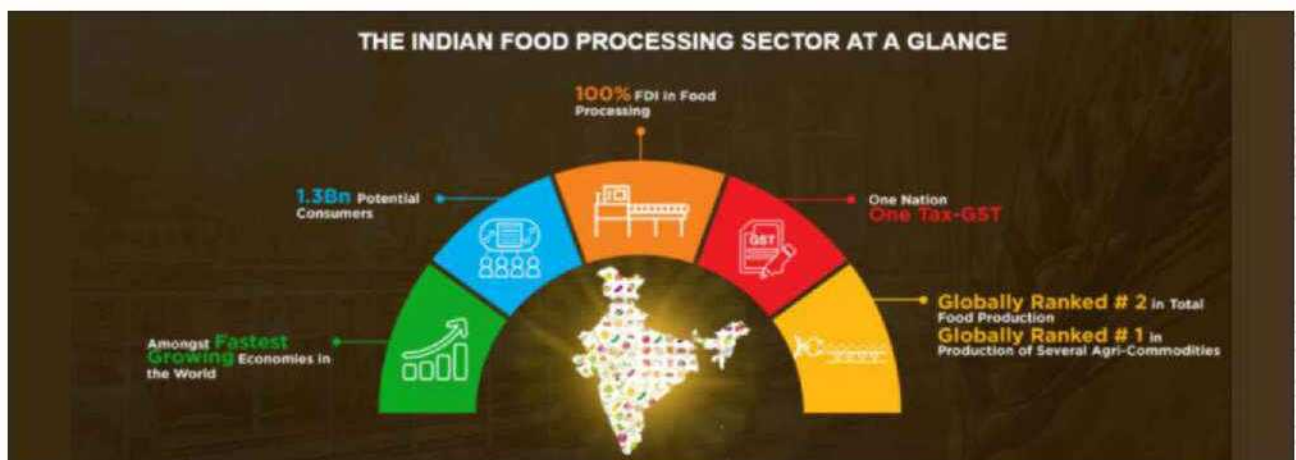 THE INDIAN FOOD PROCESSING SECTOR AT A GLANCE
100% FDI in Food
Processing
1.3Bn Potential
Consumers
One Nation
One Tax-GST
GST
Amongst Fastest
Growing Economies in
the World
Globally Ranked # 2 in Total
Food Production
Globally Ranked # 1 in
Production of Several Agri-Commodities